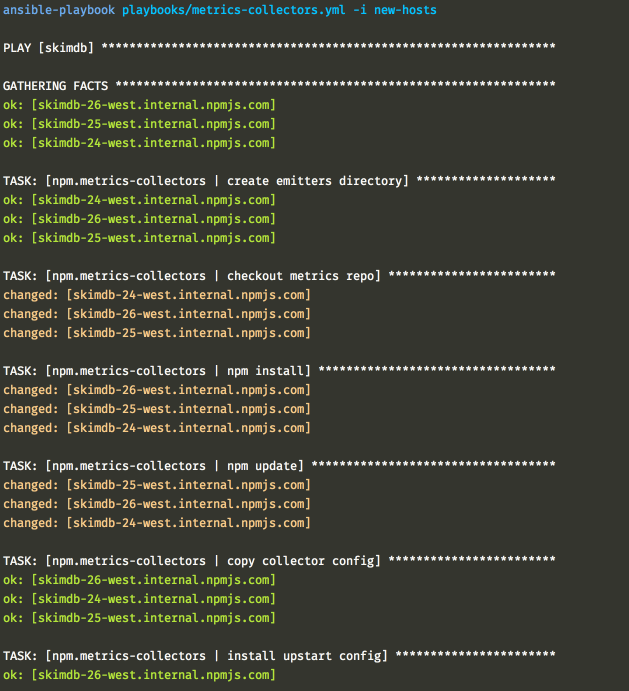 ansible-playbook playbooks/metrics-collectors.yml -i new-hosts
PLAY [skimdb] *****************************************************************
GATHERING FACTS ***************************************************************
ok: [skimdb-26-west.internal.npmjs.com]
ok: [skimdb-25-west.internal.npmjs.com]
ok: [skimdb-24-west.internal.npmjs.com]
TASK: [npm.metrics-collectors | create emitters directory] ********************
ok: [skimdb-24-west.internal.npmjs.com]
ok: [skimdb-26-west.internal.npmjs.com]
ok: [skimdb-25-west.internal.npmjs.com]
TASK: [npm.metrics-collectors | checkout metrics repo] ************************
changed: [skimdb-24-west.internal.npmjs.com]
changed: [skimdb-26-west.internal.npmjs.com]
changed: [skimdb-25-west.internal.npmjs.com]
TASK: [npm.metrics-collectors | npm install] **********************************
changed: [skimdb-26-west.internal.npmjs.com]
changed: [skimdb-25-west.internal.npmjs.com]
changed: [skimdb-24-west.internal.npmjs.com]
TASK: [npm.metrics-collectors | npm update] ***********************************
changed: [skimdb-25-west.internal.npmjs.com]
changed: [skimdb-26-west.internal.npmjs.com]
changed: [skimdb-24-west.internal.npmjs.com]
TASK: [npm.metrics-collectors | copy collector config] ************************
ok: [skimdb-26-west.internal.npmjs.com]
ok: [skimdb-24-west.internal.npmjs.com]
ok: [skimdb-25-west.internal.npmjs.com]
TASK: [npm.metrics-collectors | install upstart config] ***********************
ok: [skimdb-26-west.internal.npmjs.com]